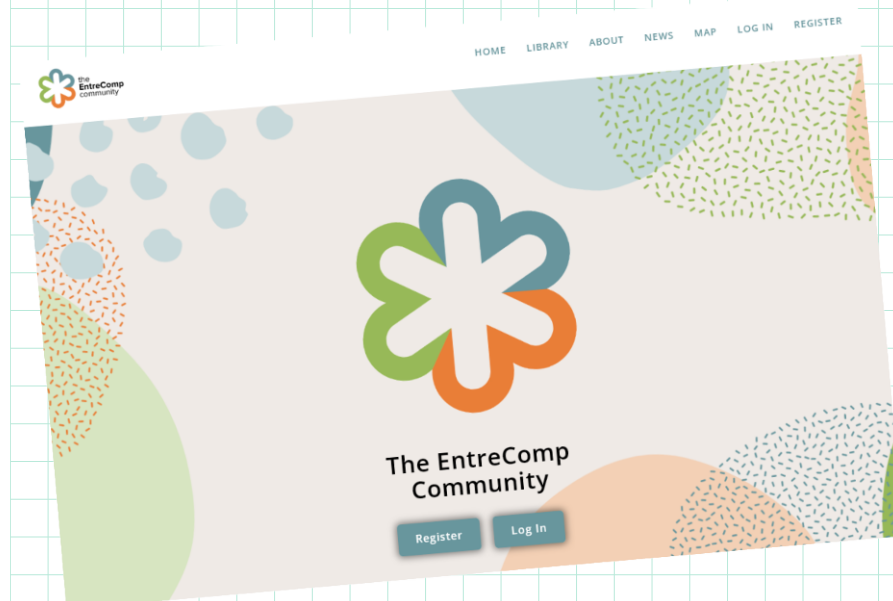 HOME LIBRARY ABOUT NEWS MAP LOG IN REGISTER
the
EntreComp
community
The EntreComp
Community
Register Log In